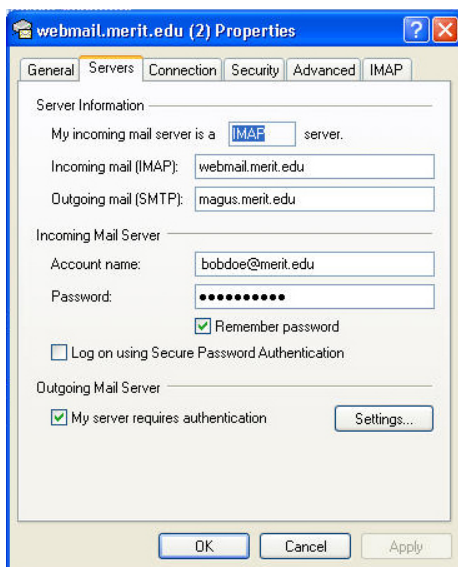 webmail.merit.edu (2) Properties
General Servers Connection Security Advanced IMAP
Server Information
My incoming mail server is a IMAP server.
Incoming mail (IMAP): webmail.merit.edu
Outgoing mail (SMTP): magus.merit.edu
Incoming Mail Server
Account name: bobdoe@merit.edu
Password: ●●●●●●●●●●
Remember password
Log on using Secure Password Authentication
Outgoing Mail Server
My server requires authentication Settings...
OK Cancel Apply